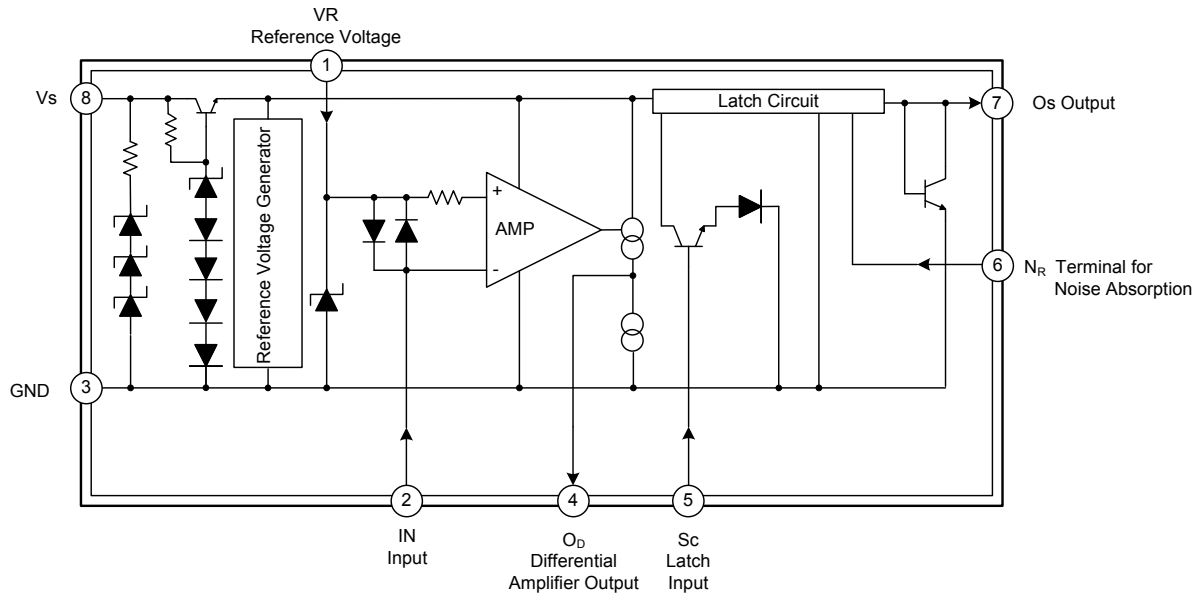 VR
Reference Voltage
1
Vs
8
Latch Circuit
7
Os Output
Reference Voltage Generator
+
AMP
-
6
NR Terminal for
Noise Absorption
GND
3
2
4
5
IN
Input
OD
Differential
Amplifier Output
Sc
Latch
Input